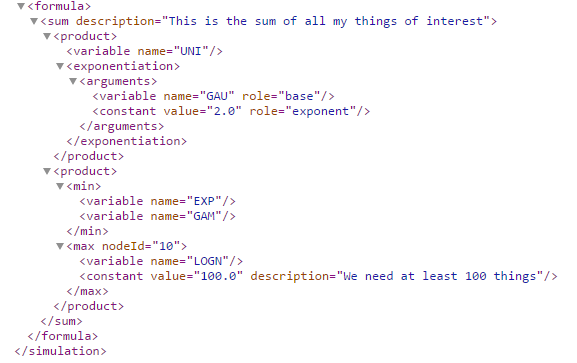 <formula>
<sum description="This is the sum of all my things of interest">
<product>
<variable name="UNI"/>
<exponentiation>
<arguments>
<variable name="GAU" role="base"/>
<constant value="2.0" role="exponent"/>
</arguments>
</exponentiation>
</product>
<product>
<min>
<variable name="EXP"/>
<variable name="GAM"/>
</min>
<max nodeId="10">
<variable name="LOGN"/>
<constant value="100.0" description="We need at least 100 things"/>
</max>
</product>
</sum>
</formula>
</simulation>